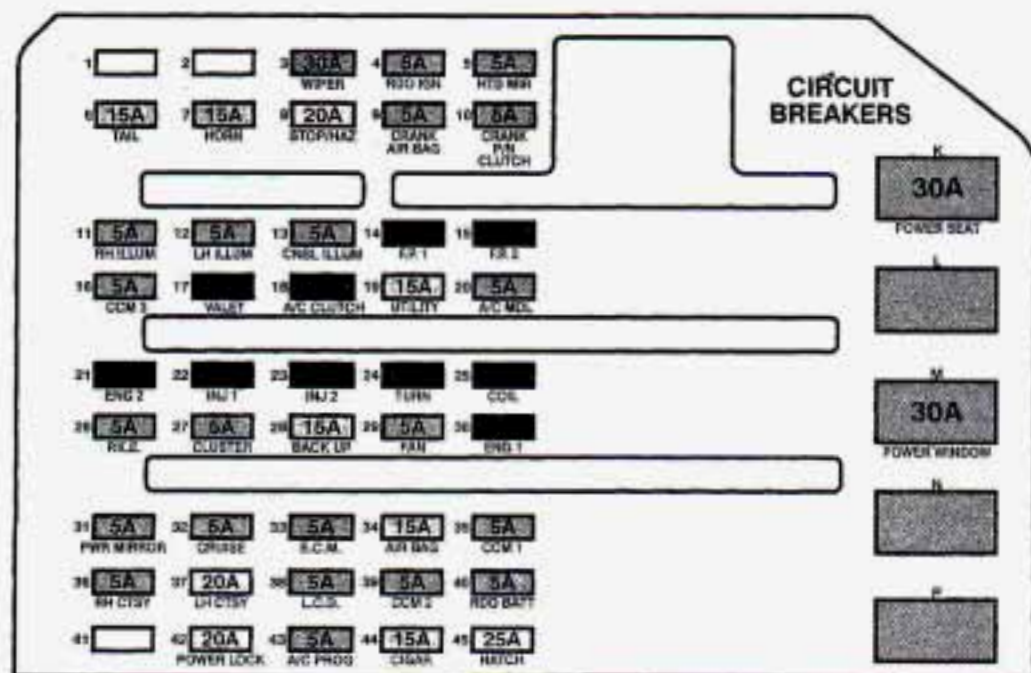 CIRCUIT
BREAKERS
1 2 3 30A 4 5A 5 5A
WIPER RDO IGN HTD MIR
6 15A 7 15A 8 20A 9 5A 10 5A
TAIL HORN STOP/HAZ CRANK CRANK
AIR BAG P/N
CLUTCH
K
30A
POWER SEAT
11 5A 12 5A 13 5A 14 15
RH ILLUM LH ILLUM CNSL ILLUM F.P. 1 F.P. 2
L
16 5A 17 18 19 15A 20 5A
CCM 3 VALET A/C CLUTCH UTILITY A/C MDL
21 22 23 24 25
ENG 2 INJ 1 INJ 2 TURN COIL
M
30A
POWER WINDOW
26 5A 27 5A 28 15A 29 5A 30
CLUSTER BACK UP FAN ENG 1
N
31 5A 32 5A 33 5A 34 15A 35 5A
PWR MIRROR CRUISE E.C.M. AIR BAG CCM 1
36 5A 37 20A 38 5A 39 5A 40 5A
RH CTSY LH CTSY L.C.D. CCM 2 RDO BATT
P
41 42 20A 43 5A 44 15A 45 25A
POWER LOCK A/C PROG CIGAR HATCH